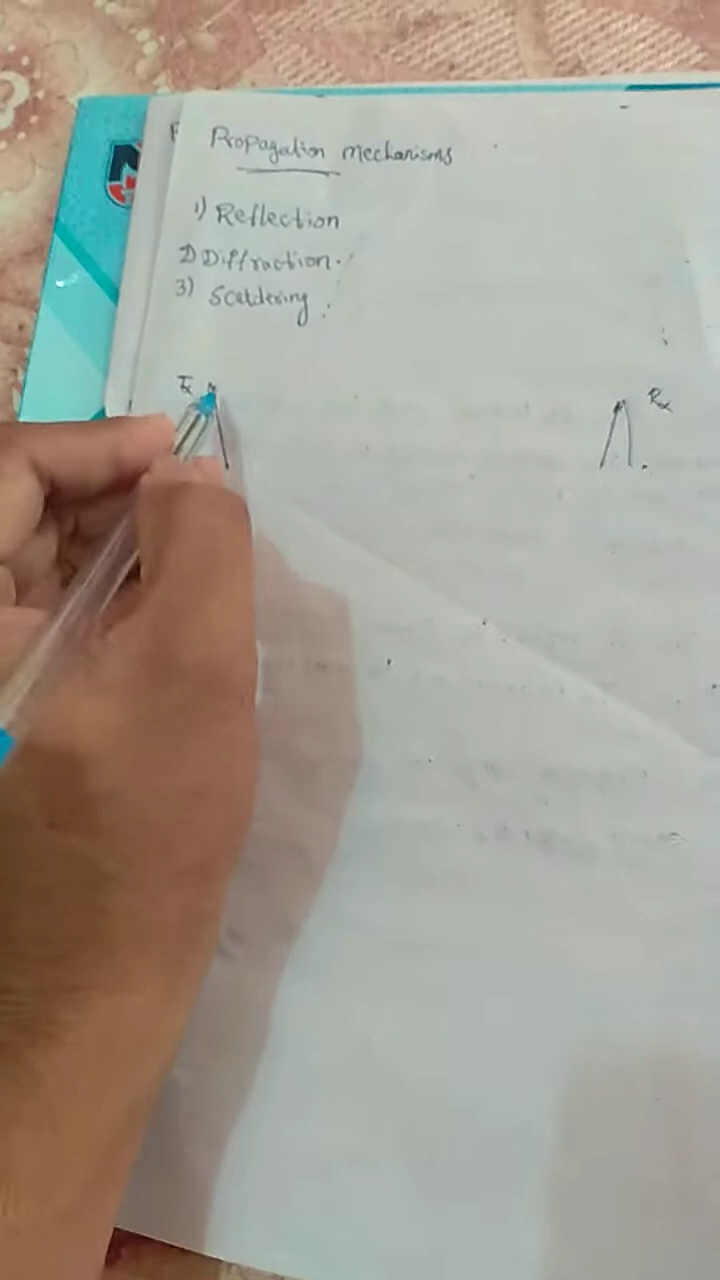 Propagation mechanisms
1) Reflection
2) Diffraction.
3) Scattering.
Tx
Rx